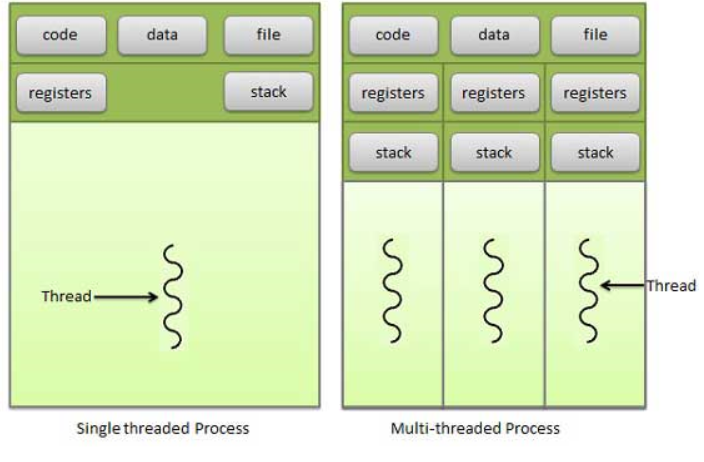 code data file
registers stack
Thread
Single threaded Process
code data file
registers registers registers
stack stack stack
Thread
Multi-threaded Process